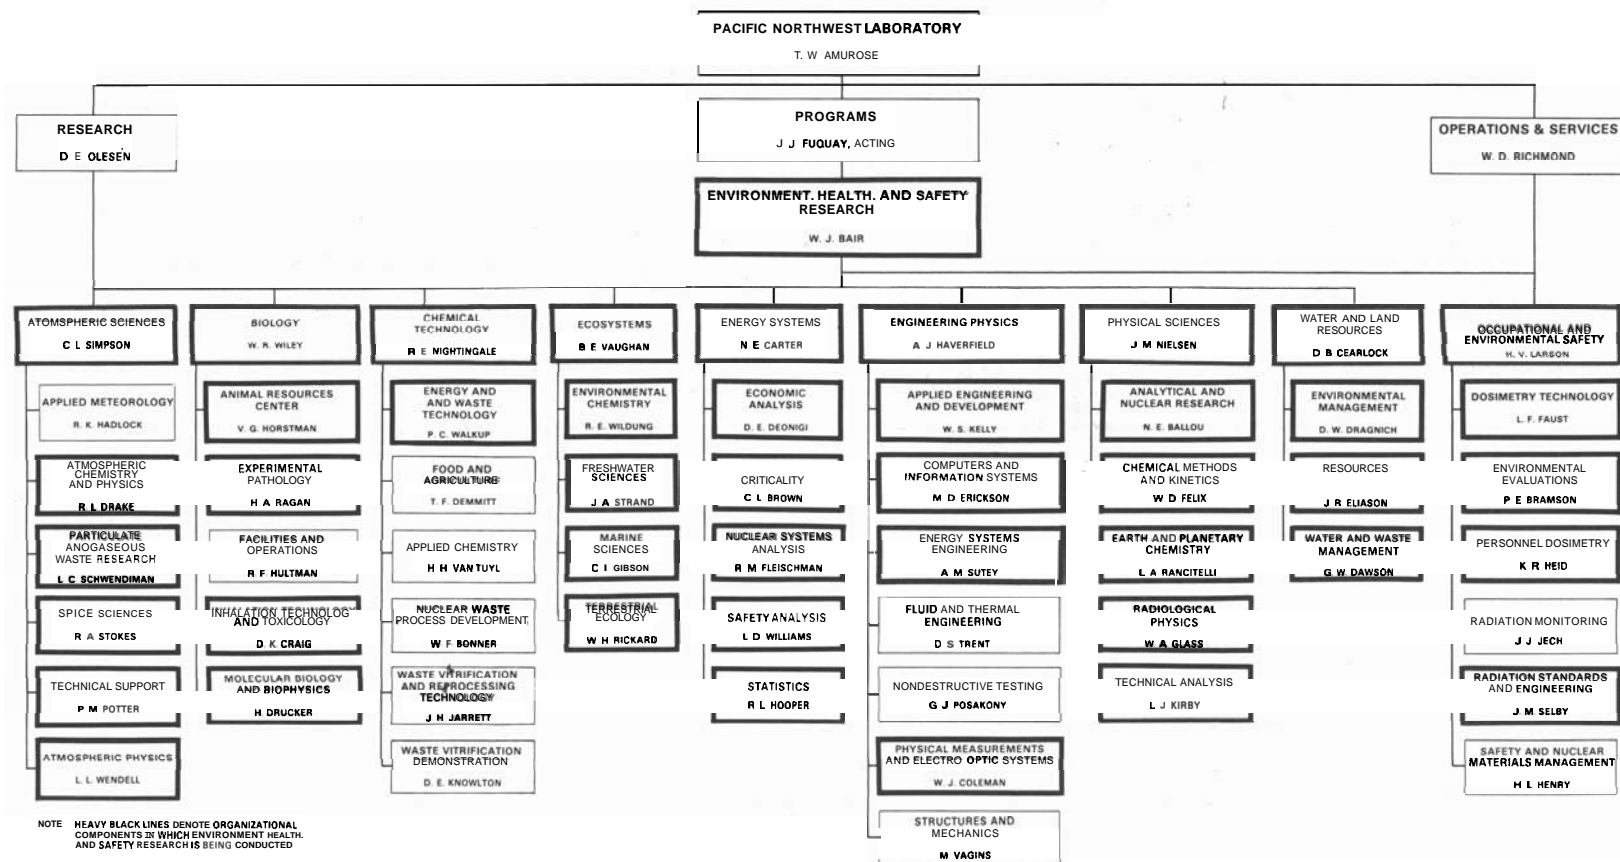 PACIFIC NORTHWEST LABORATORY
T. W AMUROSE
RESEARCH
D E OLESEN
PROGRAMS
J J FUQUAY, ACTING
OPERATIONS & SERVICES
W. D. RICHMOND
ENVIRONMENT. HEALTH. AND SAFETY
RESEARCH
W. J. BAIR
ATOMSPHERIC SCIENCES
C L SIMPSON
APPLIED METEOROLOGY
R. K. HADLOCK
ATMOSPHERIC
CHEMISTRY
AND PHYSICS
R L DRAKE
PARTICULATE
ANOGASEOUS
WASTE RESEARCH
L C SCHWENDIMAN
SPICE SCIENCES
R A STOKES
TECHNICAL SUPPORT
P M POTTER
ATMOSPHERIC PHYSICS
L. L. WENDELL
BIOLOGY
W. R. WILEY
ANIMAL RESOURCES
CENTER
V. G. HORSTMAN
EXPERIMENTAL
PATHOLOGY
H A RAGAN
FACILITIES AND
OPERATIONS
R F HULTMAN
INHALATION TECHNOLOG
AND TOXICOLOGY
D K CRAIG
MOLECULAR BIOLOGY
AND BIOPHYSICS
H DRUCKER
CHEMICAL
TECHNOLOGY
R E NIGHTINGALE
ENERGY AND
AND WASTE
TECHNOLOGY
P. C. WALKUP
FOOD AND
AGRICULTURE
T. F. DEMMITT
APPLIED CHEMISTRY
H H VAN TUYL
NUCLEAR WASTE
PROCESS DEVELOPMENT
W F BONNER
WASTE VITRIFICATION
AND REPROCESSING
TECHNOLOGY
J H JARRETT
WASTE VITRIFICATION
DEMONSTRATION
D. E. KNOWLTON
ECOSYSTEMS
B E VAUGHAN
ENVIRONMENTAL
CHEMISTRY
R. E. WILDUNG
FRESHWATER
SCIENCES
J A STRAND
MARINE
SCIENCES
C I GIBSON
TERRESTRIAL
ECOLOGY
W H RICKARD
ENERGY SYSTEMS
N E CARTER
ECONOMIC
ANALYSIS
D. E. DEONIGI
CRITICALITY
C L BROWN
NUCLEAR SYSTEMS
ANALYSIS
R M FLEISCHMAN
SAFETY ANALYSIS
L D WILLIAMS
STATISTICS
R L HOOPER
ENGINEERING PHYSICS
A J HAVERFIELD
APPLIED ENGINEERING
AND DEVELOPMENT
W. S. KELLY
COMPUTERS AND
INFORMATION SYSTEMS
M D ERICKSON
ENERGY SYSTEMS
ENGINEERING
A M SUTEY
FLUID AND THERMAL
ENGINEERING
D S TRENT
NONDESTRUCTIVE TESTING
G J POSAKONY
PHYSICAL MEASUREMENTS
AND ELECTRO OPTIC SYSTEMS
W. J. COLEMAN
STRUCTURES AND
MECHANICS
M VAGINS
PHYSICAL SCIENCES
J M NIELSEN
ANALYTICAL AND
NUCLEAR RESEARCH
N. E. BALLOU
CHEMICAL METHODS
AND KINETICS
W D FELIX
EARTH AND PLANETARY
CHEMISTRY
L A RANCITELLI
RADIOLOGICAL
PHYSICS
W A GLASS
TECHNICAL ANALYSIS
L J KIRBY
WATER AND LAND
RESOURCES
D B CEARLOCK
ENVIRONMENTAL
MANAGEMENT
D. W. DRAGNICH
RESOURCES
J R ELIASON
WATER AND WASTE
MANAGEMENT
G W. DAWSON
OCCUPATIONAL AND
ENVIRONMENTAL SAFETY
H. V. LARSON
DOSIMETRY TECHNOLOGY
L. F. FAUST
ENVIRONMENTAL
EVALUATIONS
P E BRAMSON
PERSONNEL DOSIMETRY
K R HEID
RADIATION MONITORING
J J JECH
RADIATION STANDARDS
AND ENGINEERING
J. M. SELBY
SAFETY AND NUCLEAR
MATERIALS MANAGEMENT
H L HENRY
NOTE HEAVY BLACK LINES DENOTE ORGANIZATIONAL
COMPONENTS IN WHICH ENVIRONMENT HEALTH.
AND SAFETY RESEARCH IS BEING CONDUCTED